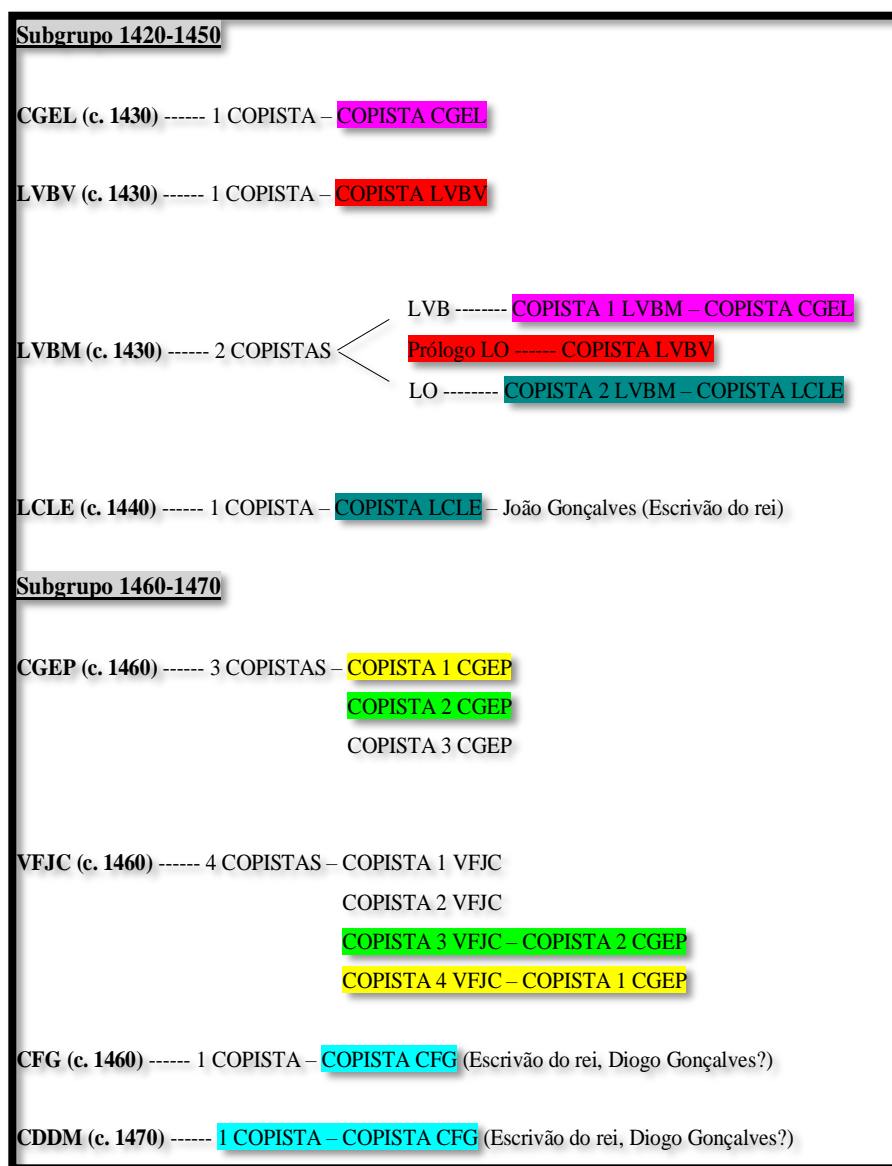 Subgrupo 1420-1450
CGEL (c. 1430) ------ 1 COPISTA – COPISTA CGEL
LVBV (c. 1430) ------ 1 COPISTA – COPISTA LVBV
LVB -------- COPISTA 1 LVBM – COPISTA CGEL
LVBM (c. 1430) ------ 2 COPISTAS
Prólogo LO ------ COPISTA LVBV
LO -------- COPISTA 2 LVBM – COPISTA LCLE
LCLE (c. 1440) ------ 1 COPISTA – COPISTA LCLE – João Gonçalves (Escrivão do rei)
Subgrupo 1460-1470
CGEP (c. 1460) ------ 3 COPISTAS – COPISTA 1 CGEP
COPISTA 2 CGEP
COPISTA 3 CGEP
VFJC (c. 1460) ------ 4 COPISTAS – COPISTA 1 VFJC
COPISTA 2 VFJC
COPISTA 3 VFJC – COPISTA 2 CGEP
COPISTA 4 VFJC – COPISTA 1 CGEP
CFG (c. 1460) ------ 1 COPISTA – COPISTA CFG (Escrivão do rei, Diogo Gonçalves?)
CDDM (c. 1470) ------ 1 COPISTA – COPISTA CFG (Escrivão do rei, Diogo Gonçalves?)